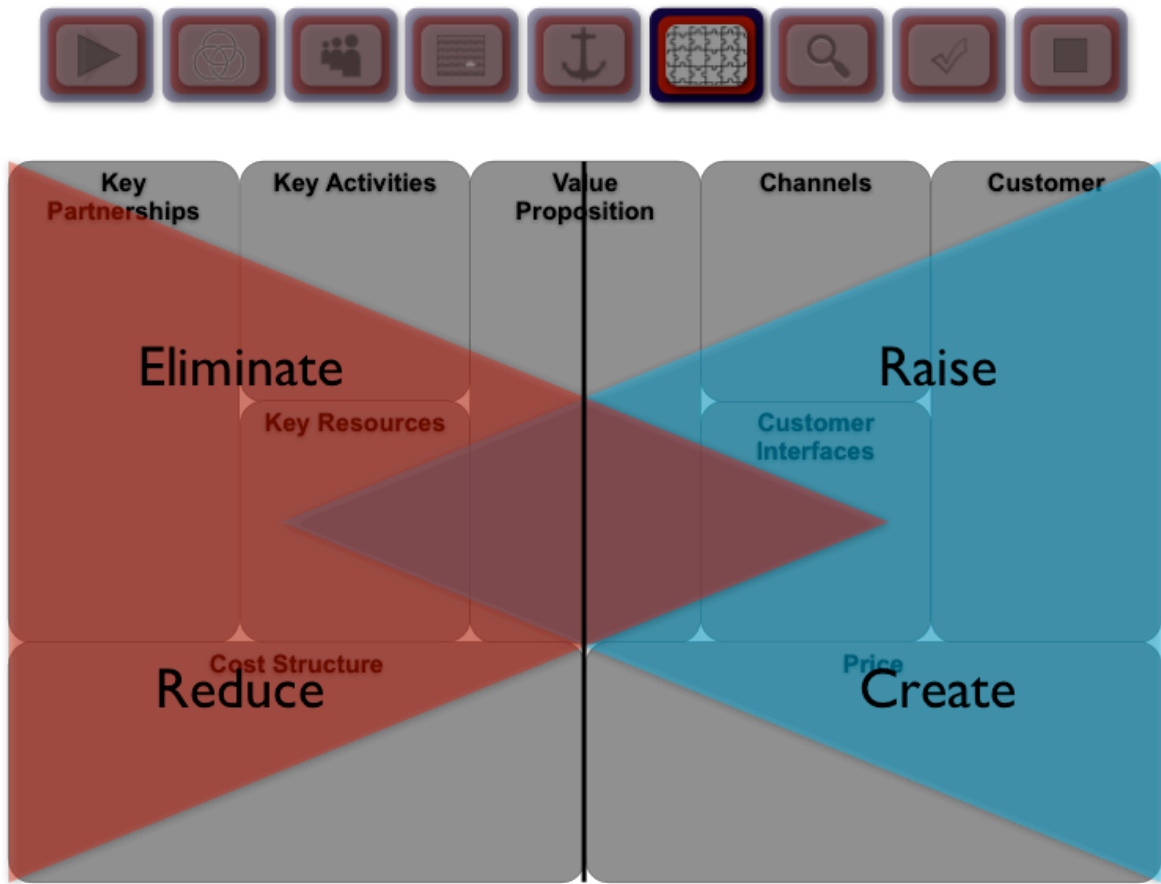 Key
Partnerships
Key Activities
Value
Proposition
Channels
Customer
Eliminate
Raise
Key Resources
Customer
Interfaces
Cost Structure
Reduce
Price
Create